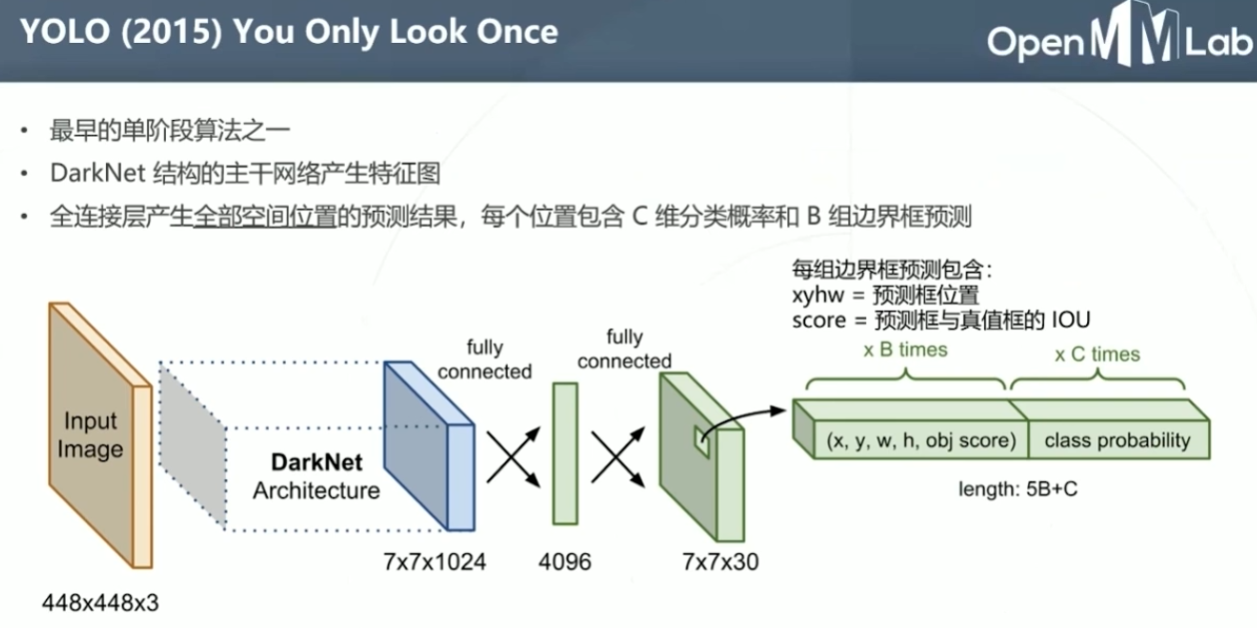 YOLO (2015) You Only Look Once
OpenMMLab
• 最早的单阶段算法之一
• DarkNet 结构的主干网络产生特征图
• 全连接层产生全部空间位置的预测结果，每个位置包含 C 维分类概率和 B 组边界框预测
每组边界框预测包含：
xyhw = 预测框位置
score = 预测框与真值框的 IOU
x B times
x C times
fully
connected
fully
connected
Input
Image
DarkNet
Architecture
(x, y, w, h, obj score)
class probability
length: 5B+C
7x7x1024
4096
7x7x30
448x448x3